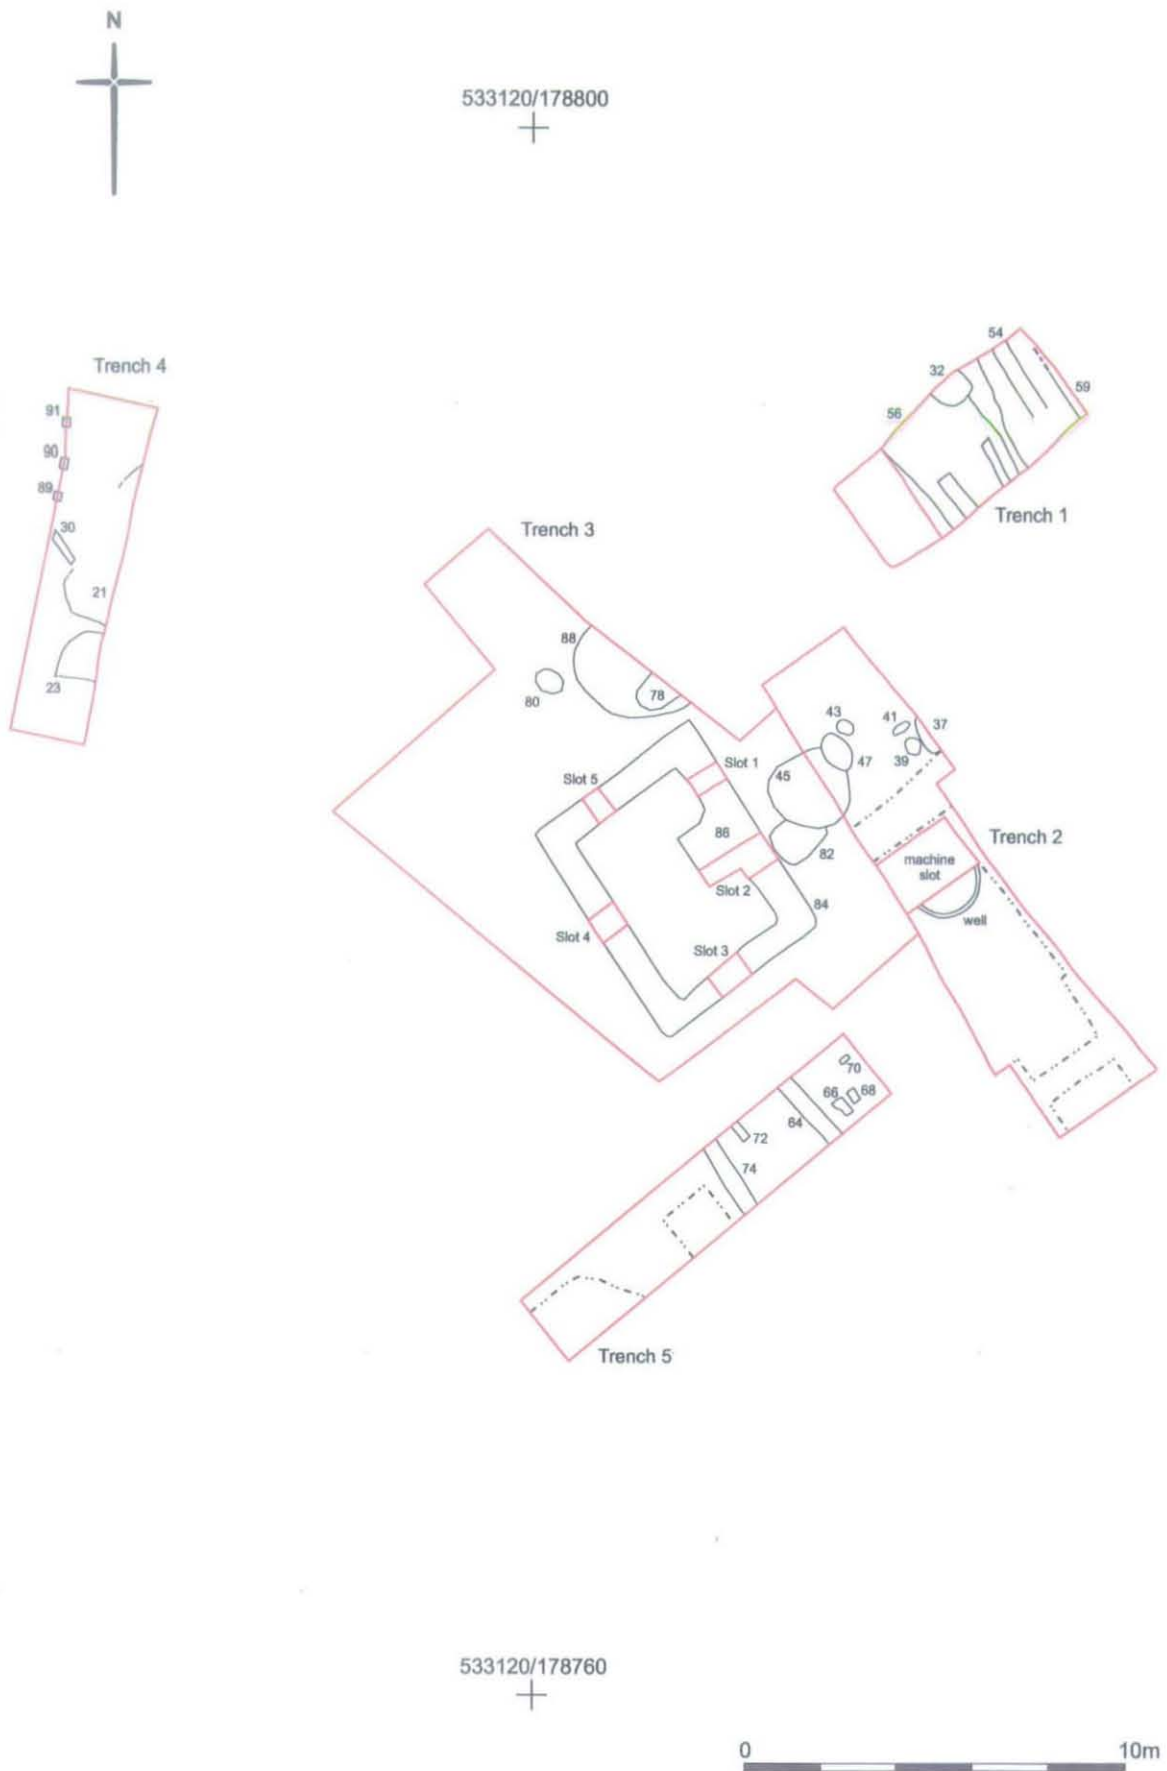 N
533120/178800
Trench 4
91
90
89
30
21
23
54
32
59
56
Trench 1
Trench 3
88
80
78
43
41
37
39
47
45
Slot 1
Slot 5
86
82
Slot 2
84
Slot 4
Slot 3
Trench 2
machine
slot
well
70
66
68
64
72
74
Trench 5
533120/178760
0
10m